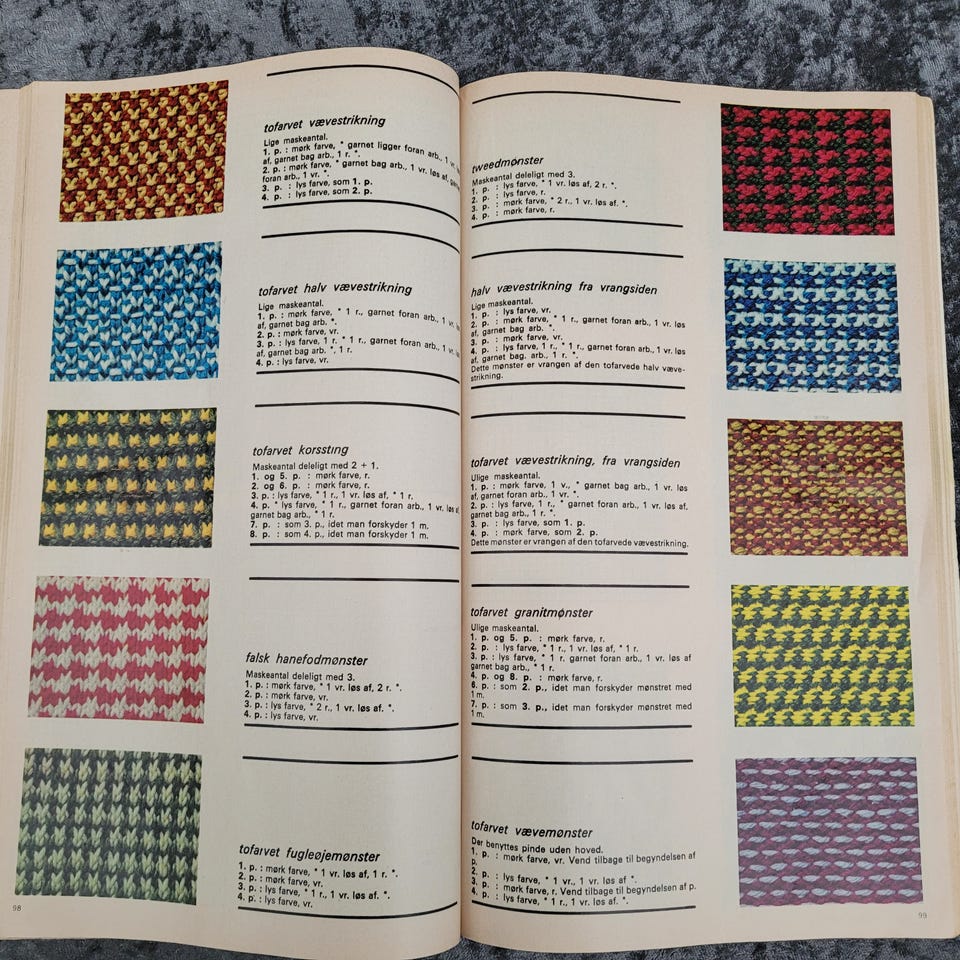 tofarvet vævestrikning
Lige maskeantal.
1. p. : mørk farve, * garnet ligger foran arb., 1 vr.
af, garnet bag arb., 1 r. *.
2. p. : mørk farve, * garnet bag arb., 1 vr. løs af,
foran arb., 1 vr. *.
3. p. : lys farve, som 1. p.
4. p. : lys farve, som 2. p.
tofarvet halv vævestrikning
Lige maskeantal.
1. p. : mørk farve, * 1 r., garnet foran arb., 1 vr. løs
af, garnet bag arb. *.
2. p. : mørk farve, vr.
3. p. : lys farve, 1 r. * 1 r., garnet foran arb., 1 vr. løs
af, garnet bag arb. *, 1 r.
4. p. : lys farve, vr.
tofarvet korssting
Maskeantal deleligt med 2 + 1.
1. og 5. p. : mørk farve, r.
2. og 6. p. : mørk farve, r.
3. p. : lys farve, * 1 r., 1 vr. løs af, * 1 r.
4. p. * lys farve, * 1 r., garnet foran arb., 1 vr. løs af,
garnet bag arb., * 1 r.
7. p. : som 3. p., idet man forskyder 1 m.
8. p. : som 4. p., idet man forskyder 1 m.
falsk hanefodmønster
Maskeantal deleligt med 3.
1. p. : mørk farve, * 1 vr. løs af, 2 r. *.
2. p. : mørk farve, vr.
3. p. : lys farve, * 2 r., 1 vr. løs af. *.
4. p. : lys farve, vr.
tofarvet fugleøjemønster
1. p. : mørk farve, * 1 vr. løs af, 1 r. *.
2. p. : mørk farve, vr.
3. p. : lys farve, * 1 r., 1 vr. løs af. *.
4. p. : lys farve, vr.
98
tweedmønster
Maskeantal deleligt med 3.
1. p. : lys farve, * 1 vr. løs af, 2 r. *.
2. p. : lys farve, r.
3. p. : mørk farve, * 2 r., 1 vr. løs af. *.
4. p. : mørk farve, r.
halv vævestrikning fra vrangsiden
Lige maskeantal.
1. p. : lys farve, vr.
2. p. : mørk farve, * 1 r., garnet foran arb., 1 vr. løs
af, garnet bag arb. *.
3. p. : mørk farve, vr.
4. p. : lys farve, 1 r., * 1 r., garnet foran arb., 1 vr. løs
af, garnet bag. arb., 1 r. *.
Dette mønster er vrangen af den tofarvede halv væve-
strikning.
tofarvet vævestrikning, fra vrangsiden
Ulige maskeantal.
1. p. : mørk farve, 1 v., * garnet bag arb., 1 vr. løs
af, garnet foran arb., 1 vr. *.
2. p. : lys farve, 1 r., * garnet foran arb., 1 vr. løs af,
garnet bag arb., 1 r. *.
3. p. : lys farve, som 1. p.
4. p. : mørk farve, som 2. p.
Dette mønster er vrangen af den tofarvede vævestrikning.
tofarvet granitmønster
Ulige maskeantal.
1. p. og 5. p. : mørk farve, r.
2. p. : lys farve, * 1 r., 1 vr. løs af, * 1 r.
3. p. : lys farve, * 1 r. garnet foran arb., 1 vr. løs af
garnet bag arb., * 1 r.
4. p. og 8. p. : mørk farve, r.
6. p. : som 2. p., idet man forskyder mønstret med
1 m.
7. p. : som 3. p., idet man forskyder mønstret med
1 m.
tofarvet vævemønster
Der benyttes pinde uden hoved.
1. p. : mørk farve, vr. Vend tilbage til begyndelsen af
p.
2. p. : lys farve, * 1 vr., 1 vr. løs af *.
3. p. : mørk farve, r. Vend tilbage til begyndelsen af p.
4. p. : lys farve, * 1 r., 1 vr. løs af. *.
99